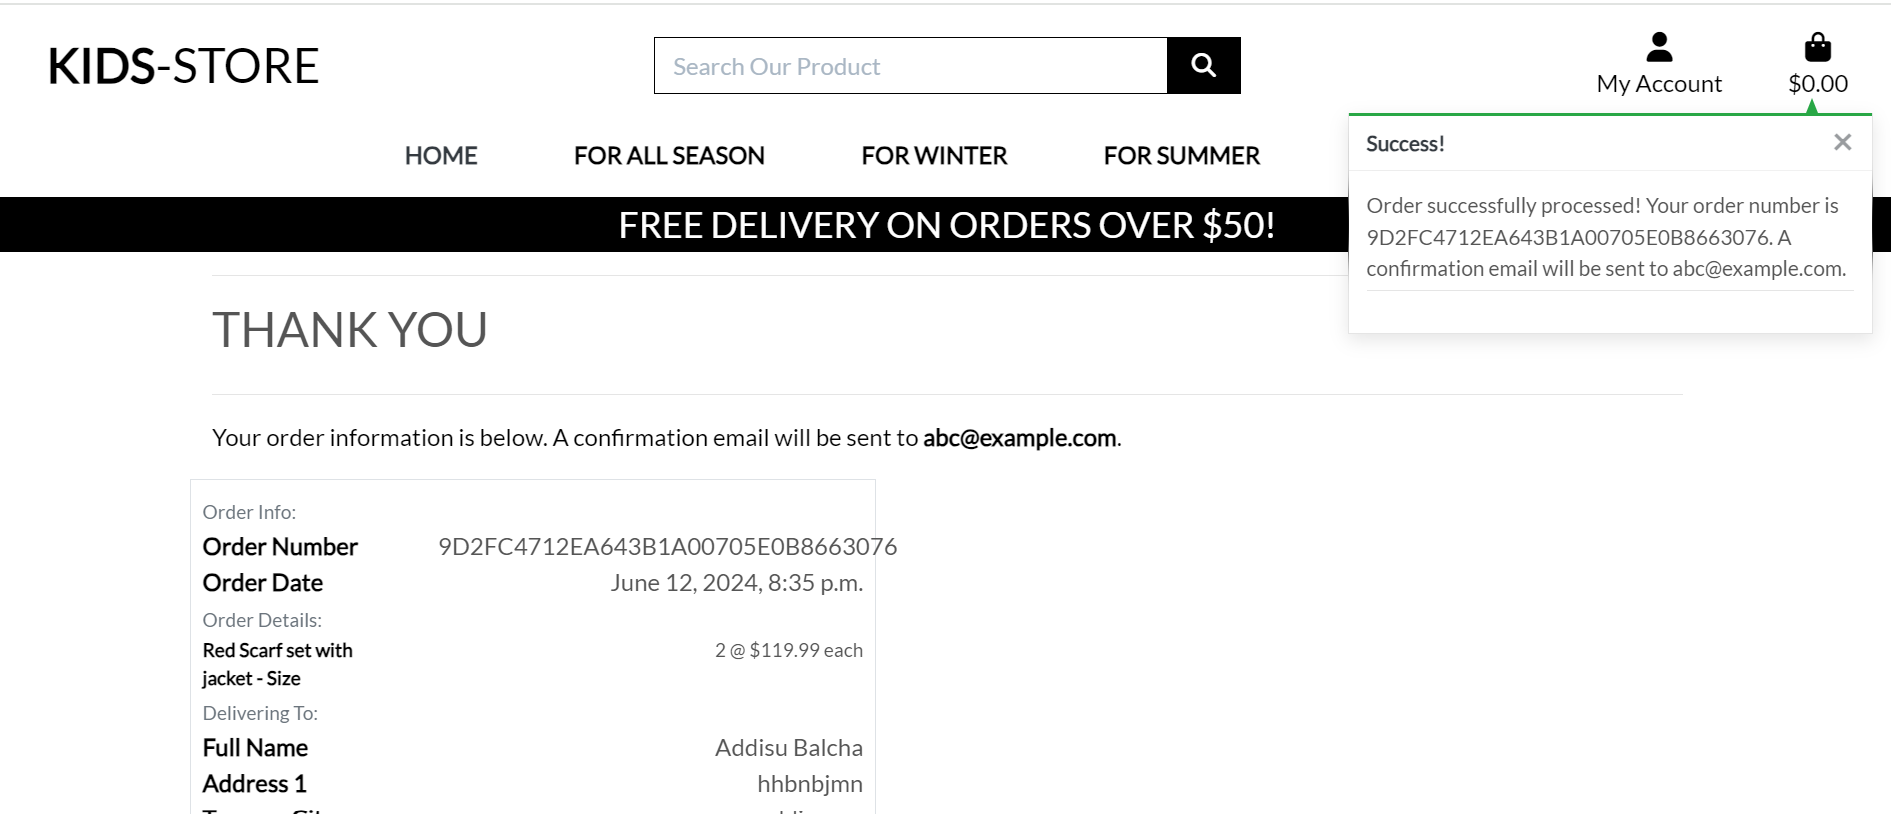 KIDS-STORE
Search Our Product
My Account
$0.00
HOME
FOR ALL SEASON
FOR WINTER
FOR SUMMER
Success!
Order successfully processed! Your order number is
9D2FC4712EA643B1A00705E0B8663076. A
confirmation email will be sent to abc@example.com.
FREE DELIVERY ON ORDERS OVER $50!
THANK YOU
Your order information is below. A confirmation email will be sent to abc@example.com.
Order Info:
Order Number 9D2FC4712EA643B1A00705E0B8663076
Order Date June 12, 2024, 8:35 p.m.
Order Details:
Red Scarf set with 2 @ $119.99 each
jacket - Size
Delivering To:
Full Name Addisu Balcha
Address 1 hhbnbjmn